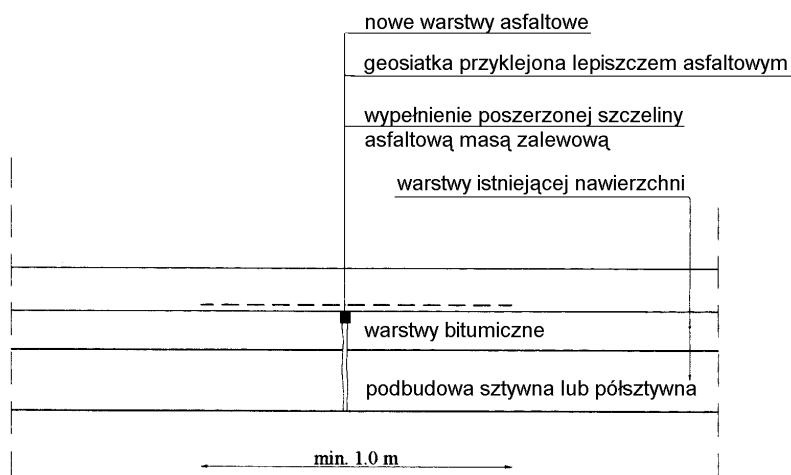 nowe warstwy asfaltowe
geosiatka przyklejona lepiszczem asfaltowym
wypełnienie poszerzonej szczeliny
asfaltową masą zalewową
warstwy istniejącej nawierzchni
warstwy bitumiczne
podbudowa sztywna lub półsztywna
min. 1.0 m